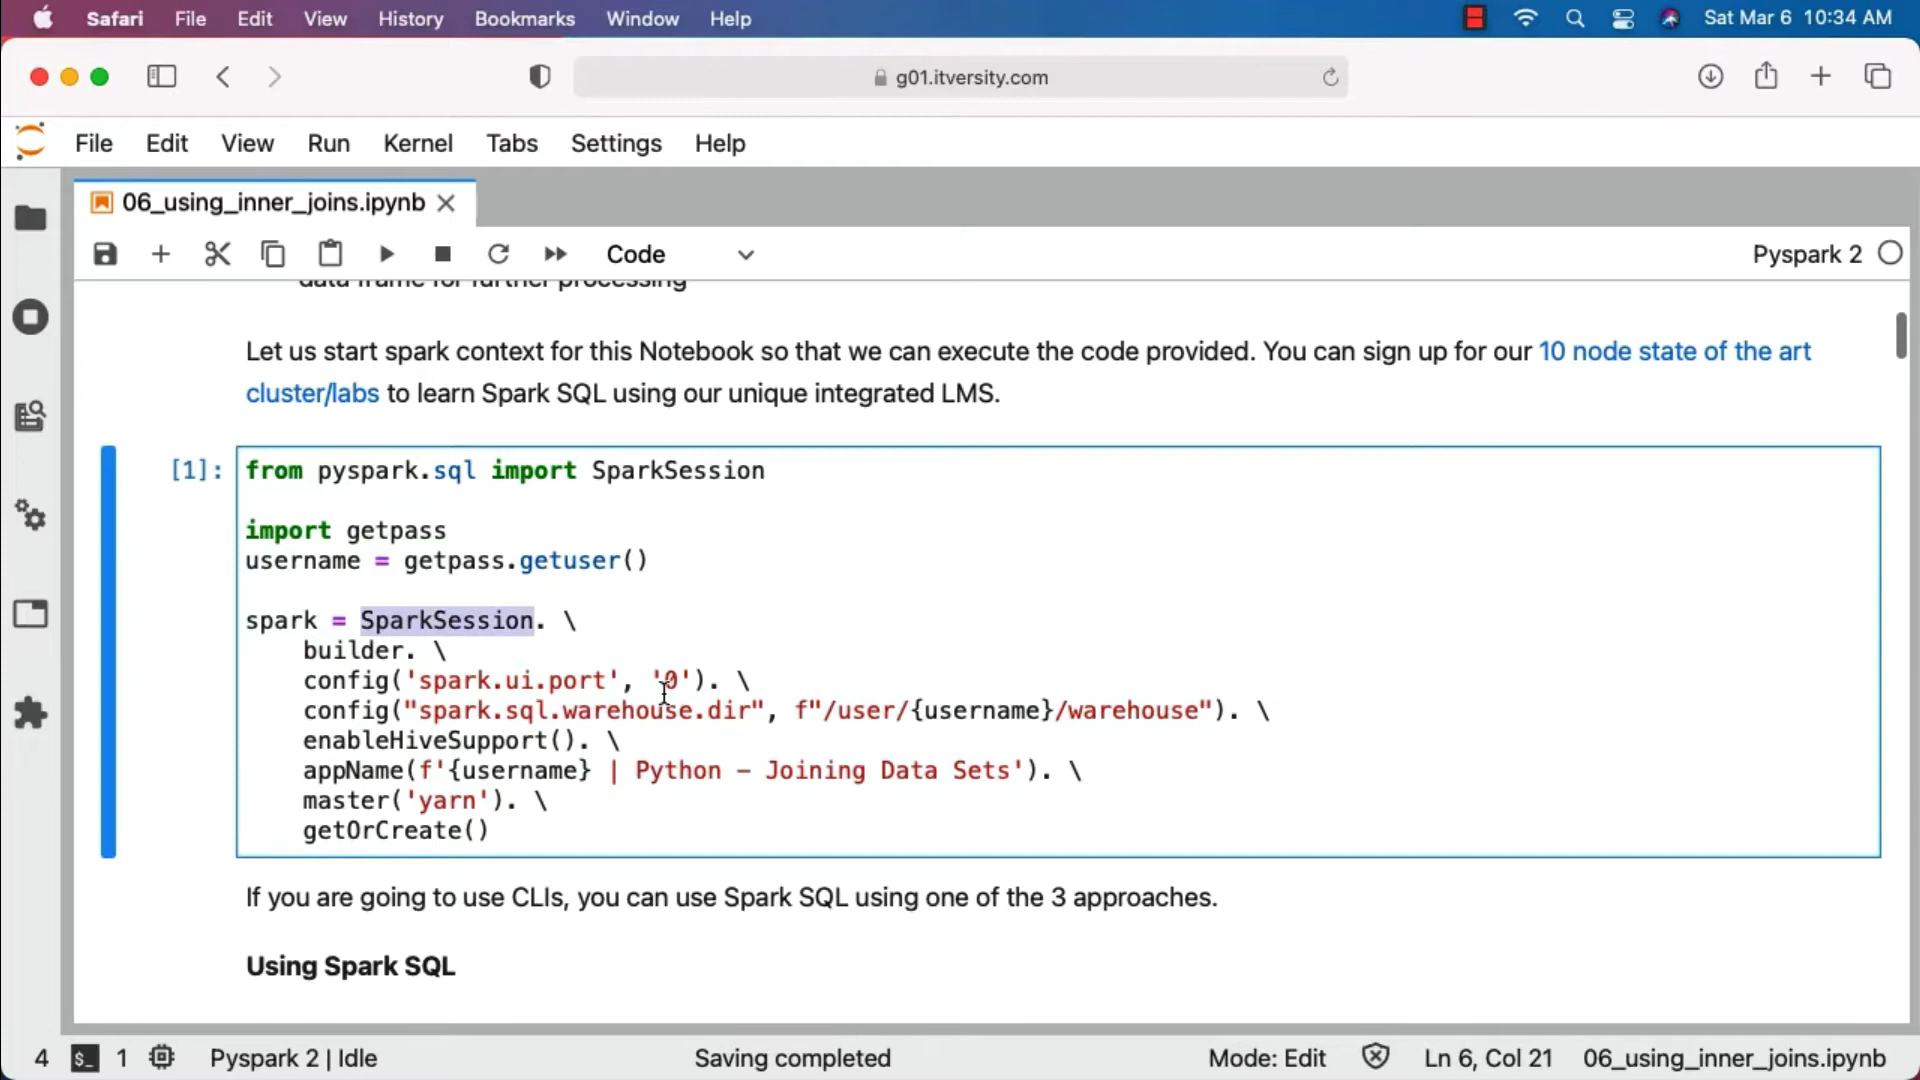 Safari File Edit View History Bookmarks Window Help Sat Mar 6 10:34 AM
g01.itversity.com
File Edit View Run Kernel Tabs Settings Help
06_using_inner_joins.ipynb
Code Pyspark 2
data frame for further processing
Let us start spark context for this Notebook so that we can execute the code provided. You can sign up for our 10 node state of the art
cluster/labs to learn Spark SQL using our unique integrated LMS.
[1]: from pyspark.sql import SparkSession
import getpass
username = getpass.getuser()
spark = SparkSession. \
builder. \
config('spark.ui.port', '0'). \
config("spark.sql.warehouse.dir", f"/user/{username}/warehouse"). \
enableHiveSupport(). \
appName(f'{username} | Python - Joining Data Sets'). \
master('yarn'). \
getOrCreate()
If you are going to use CLIs, you can use Spark SQL using one of the 3 approaches.
Using Spark SQL
4 $_ 1 Pyspark 2 | Idle Saving completed Mode: Edit Ln 6, Col 21 06_using_inner_joins.ipynb